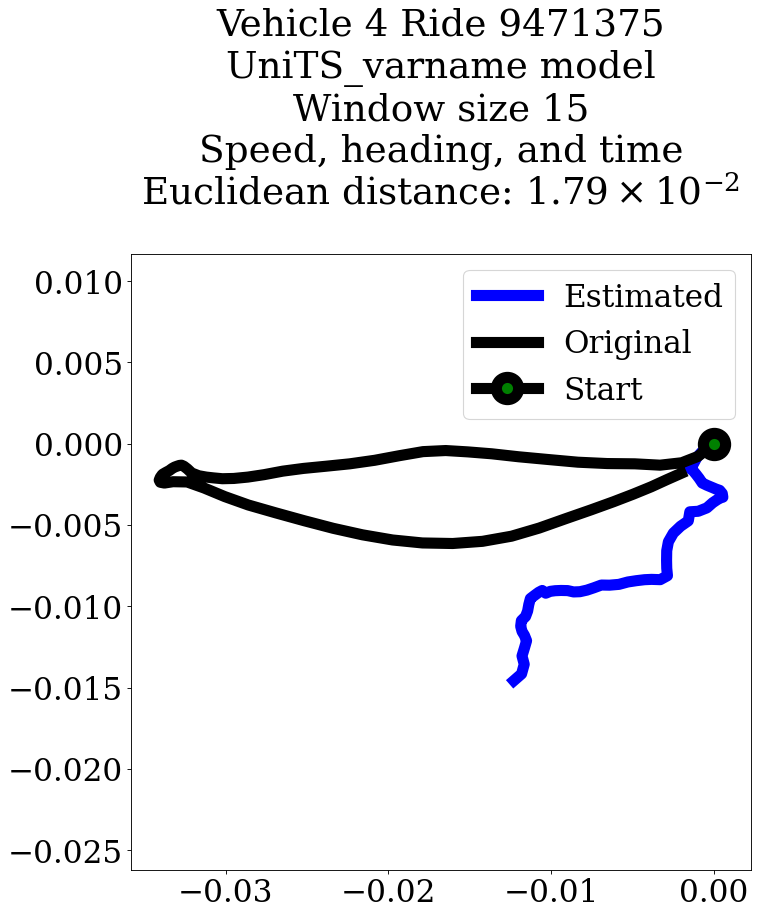 Vehicle 4 Ride 9471375
UniTS_varname model
Window size 15
Speed, heading, and time
Euclidean distance: 1.79 × 10⁻²
Estimated
Original
Start
0.010
0.005
0.000
−0.005
−0.010
−0.015
−0.020
−0.025
−0.03 −0.02 −0.01 0.00